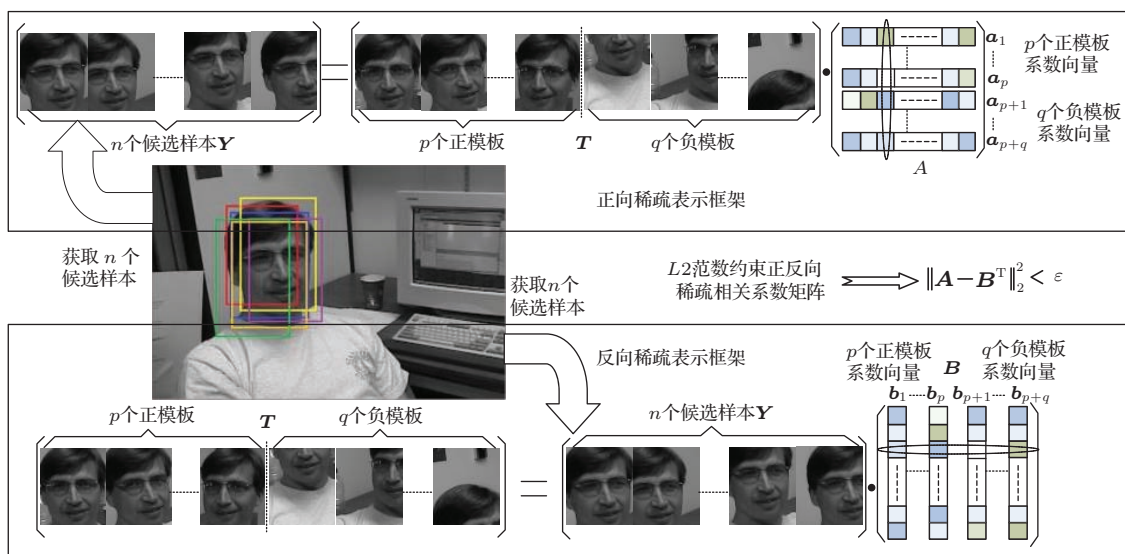 n个候选样本Y
p个正模板
T
q个负模板
a1
ap
ap+1
ap+q
A
p个正模板
系数向量
q个负模板
系数向量
正向稀疏表示框架
获取 n 个
候选样本
获取n个
候选样本
L2范数约束正反向
稀疏相关系数矩阵
‖A−B^T‖₂² < ε
反向稀疏表示框架
p个正模板
系数向量
B
q个负模板
系数向量
b1 bp bp+1 bp+q
p个正模板
T
q个负模板
=
n个候选样本Y